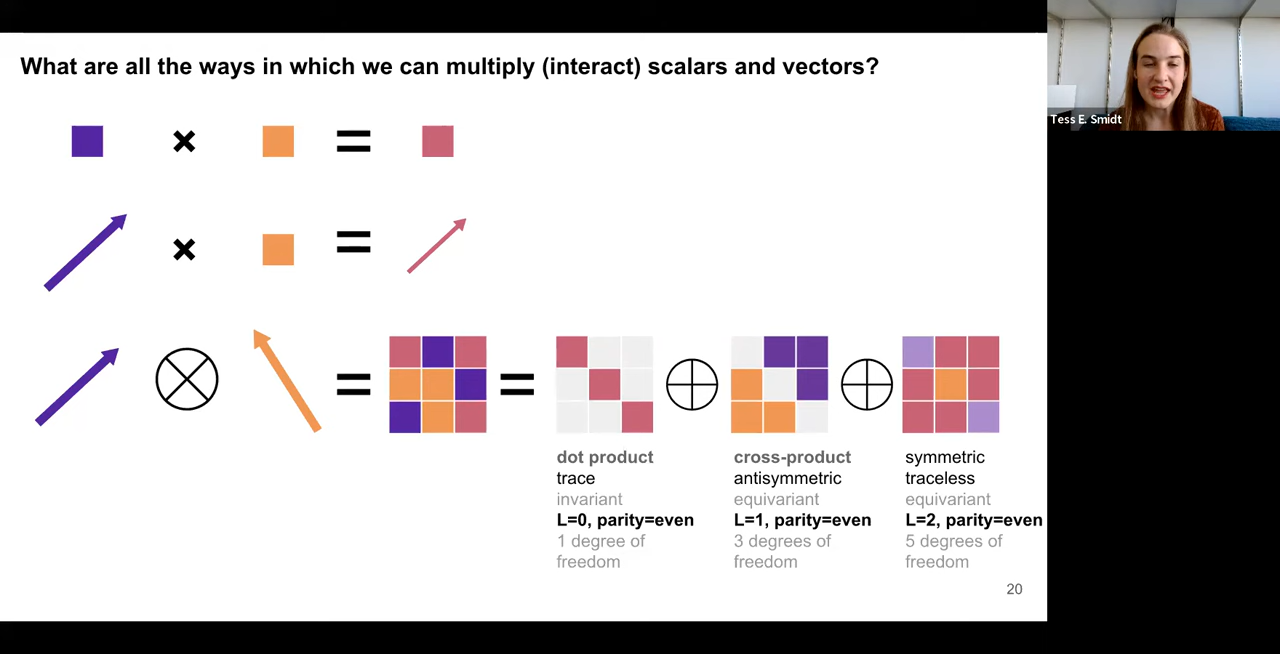 What are all the ways in which we can multiply (interact) scalars and vectors?
Tess E. Smidt
dot product
trace
invariant
L=0, parity=even
1 degree of
freedom
cross-product
antisymmetric
equivariant
L=1, parity=even
3 degrees of
freedom
symmetric
traceless
equivariant
L=2, parity=even
5 degrees of
freedom
20